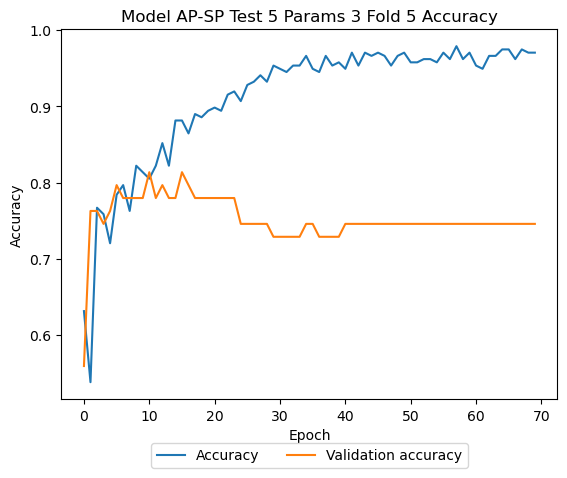 Model AP-SP Test 5 Params 3 Fold 5 Accuracy
1.0
0.9
0.8
0.7
0.6
Accuracy
0 10 20 30 40 50 60 70
Epoch
Accuracy Validation accuracy